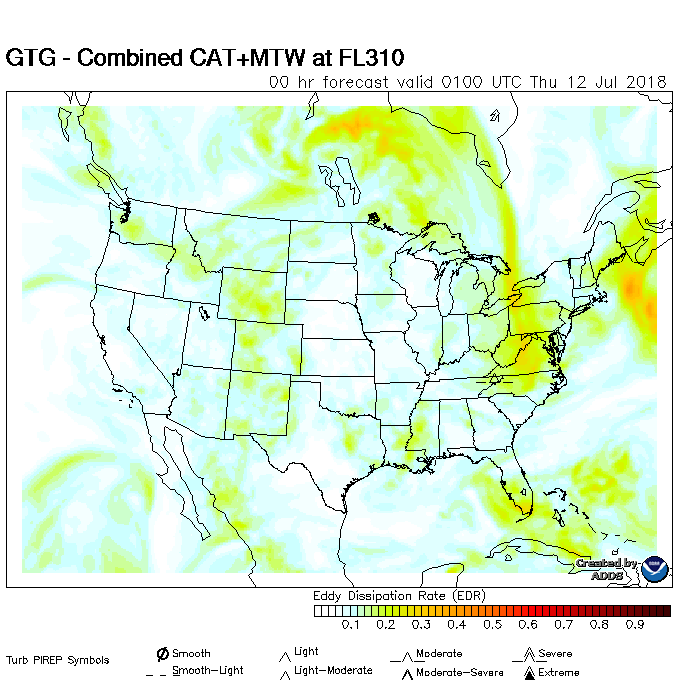 GTG - Combined CAT+MTW at FL310
00 hr forecast valid 0100 UTC Thu 12 Jul 2018
Created by
ADDS
NOAA
Eddy Dissipation Rate (EDR)
0.1 0.2 0.3 0.4 0.5 0.6 0.7 0.8 0.9
Turb PIREP Symbols
Smooth Light Moderate Severe
Smooth-Light Light-Moderate Moderate-Severe Extreme